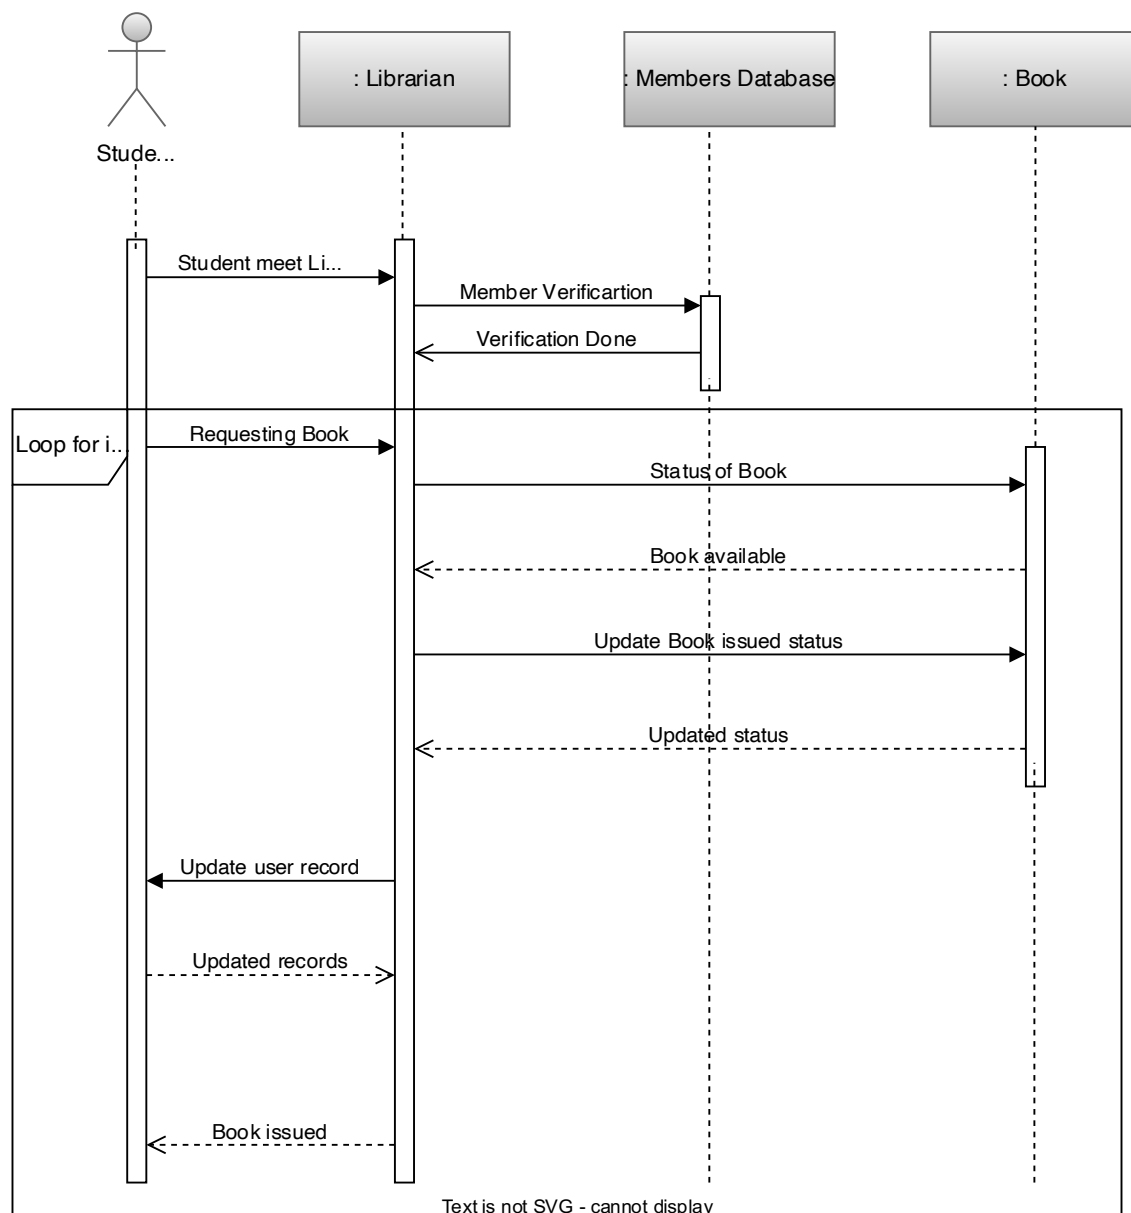 : Librarian
: Members Database
: Book
Stude...
Student meet Li...
Member Verificartion
Verification Done
Loop for i...
Requesting Book
Status of Book
Book available
Update Book issued status
Updated status
Update user record
Updated records
Book issued
Text is not SVG - cannot display